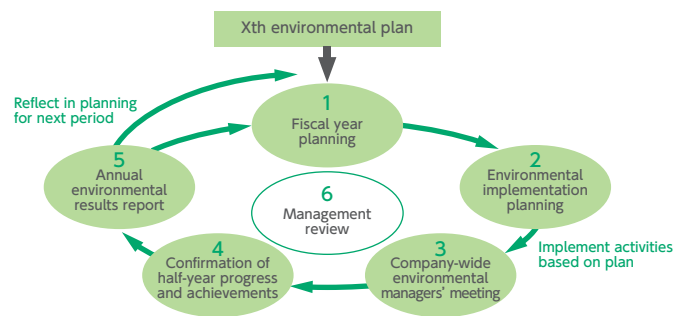 Xth environmental plan
Reflect in planning
for next period
1
Fiscal year
planning
2
Environmental
implementation
planning
Implement activities
based on plan
3
Company-wide
environmental
managers' meeting
4
Confirmation of
half-year progress
and achievements
5
Annual
environmental
results report
6
Management
review